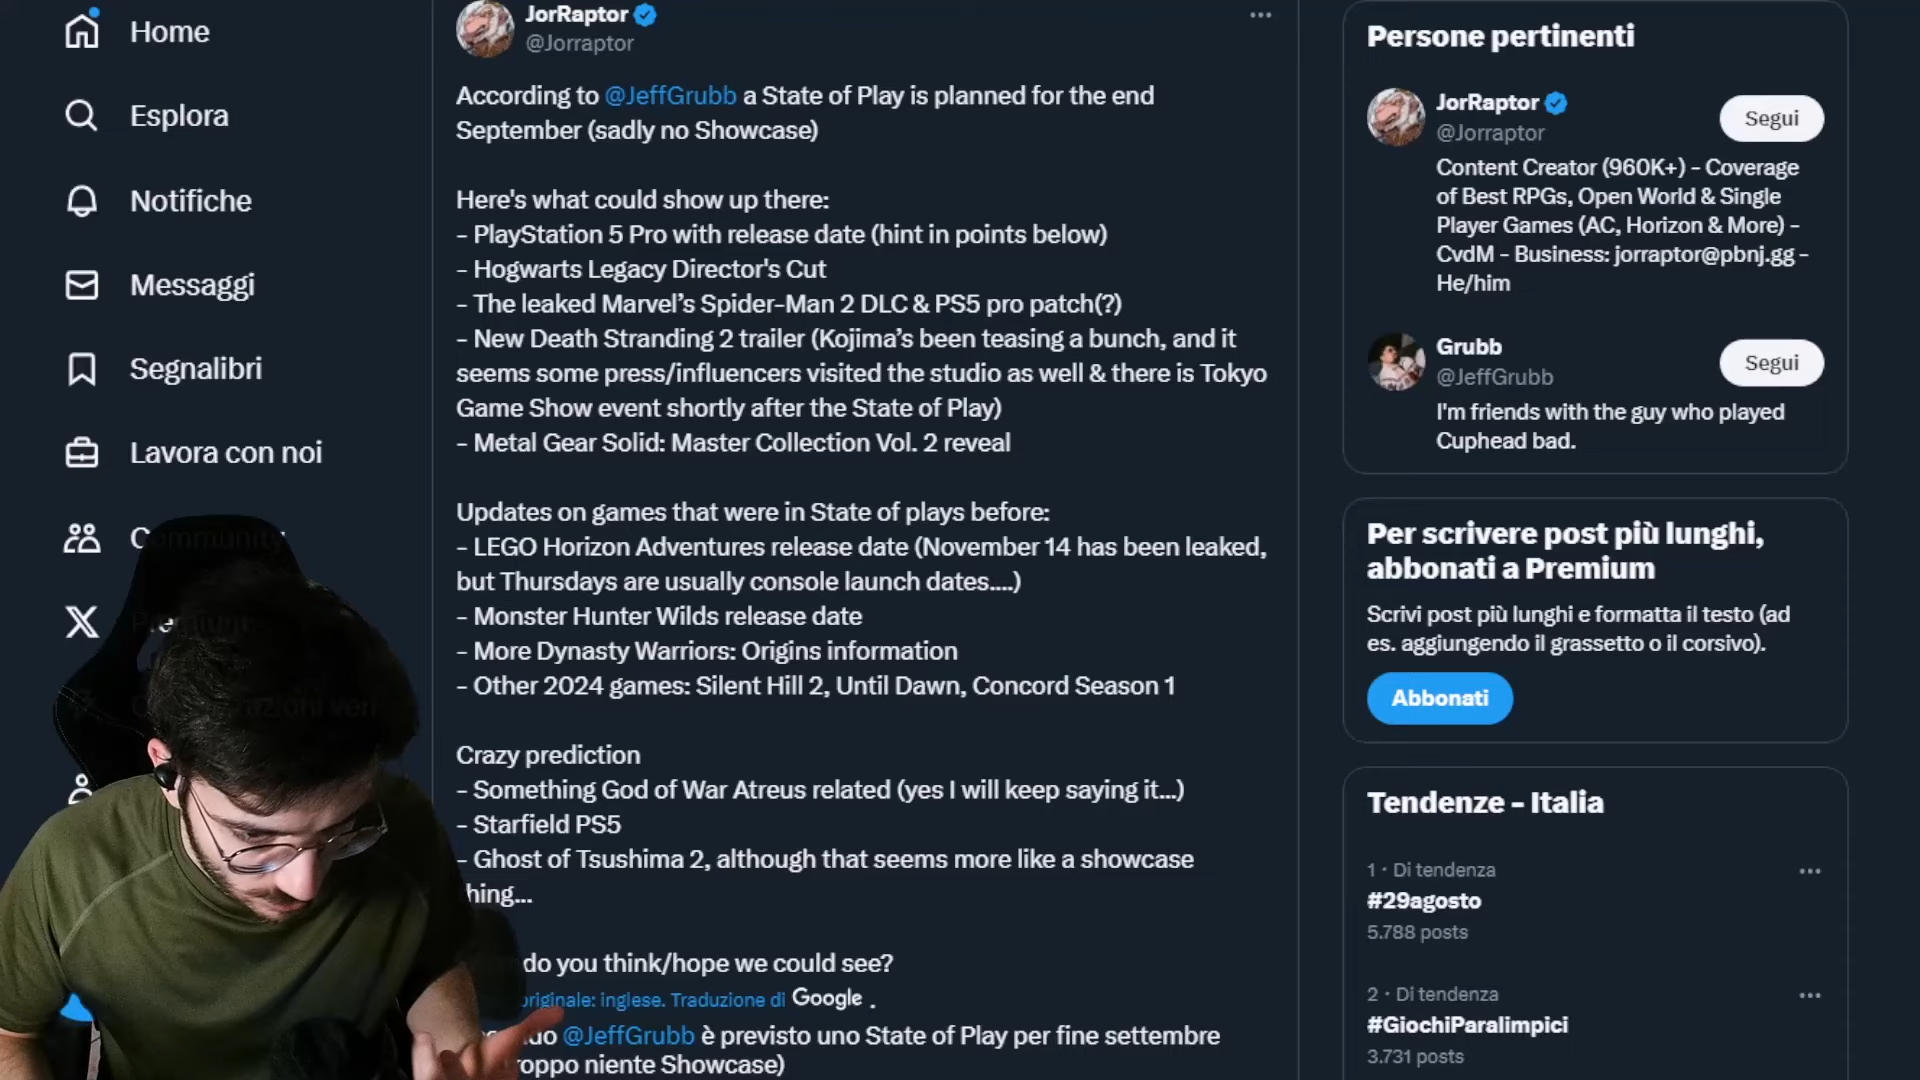 Home
Esplora
Notifiche
Messaggi
Segnalibri
Lavora con noi
Community
Premium
JorRaptor
@Jorraptor
According to @JeffGrubb a State of Play is planned for the end
September (sadly no Showcase)
Here's what could show up there:
- PlayStation 5 Pro with release date (hint in points below)
- Hogwarts Legacy Director's Cut
- The leaked Marvel’s Spider-Man 2 DLC & PS5 pro patch(?)
- New Death Stranding 2 trailer (Kojima’s been teasing a bunch, and it
seems some press/influencers visited the studio as well & there is Tokyo
Game Show event shortly after the State of Play)
- Metal Gear Solid: Master Collection Vol. 2 reveal
Updates on games that were in State of plays before:
- LEGO Horizon Adventures release date (November 14 has been leaked,
but Thursdays are usually console launch dates....)
- Monster Hunter Wilds release date
- More Dynasty Warriors: Origins information
- Other 2024 games: Silent Hill 2, Until Dawn, Concord Season 1
Crazy prediction
- Something God of War Atreus related (yes I will keep saying it...)
- Starfield PS5
- Ghost of Tsushima 2, although that seems more like a showcase
hing...
do you think/hope we could see?
originale: inglese. Traduzione di Google .
do @JeffGrubb è previsto uno State of Play per fine settembre
roppo niente Showcase)
Persone pertinenti
JorRaptor
Segui
@Jorraptor
Content Creator (960K+) - Coverage
of Best RPGs, Open World & Single
Player Games (AC, Horizon & More) -
CvdM - Business: jorraptor@pbnj.gg -
He/him
Grubb
Segui
@JeffGrubb
I'm friends with the guy who played
Cuphead bad.
Per scrivere post più lunghi,
abbonati a Premium
Scrivi post più lunghi e formatta il testo (ad
es. aggiungendo il grassetto o il corsivo).
Abbonati
Tendenze - Italia
1 · Di tendenza
#29agosto
5.788 posts
2 · Di tendenza
#GiochiParalimpici
3.731 posts